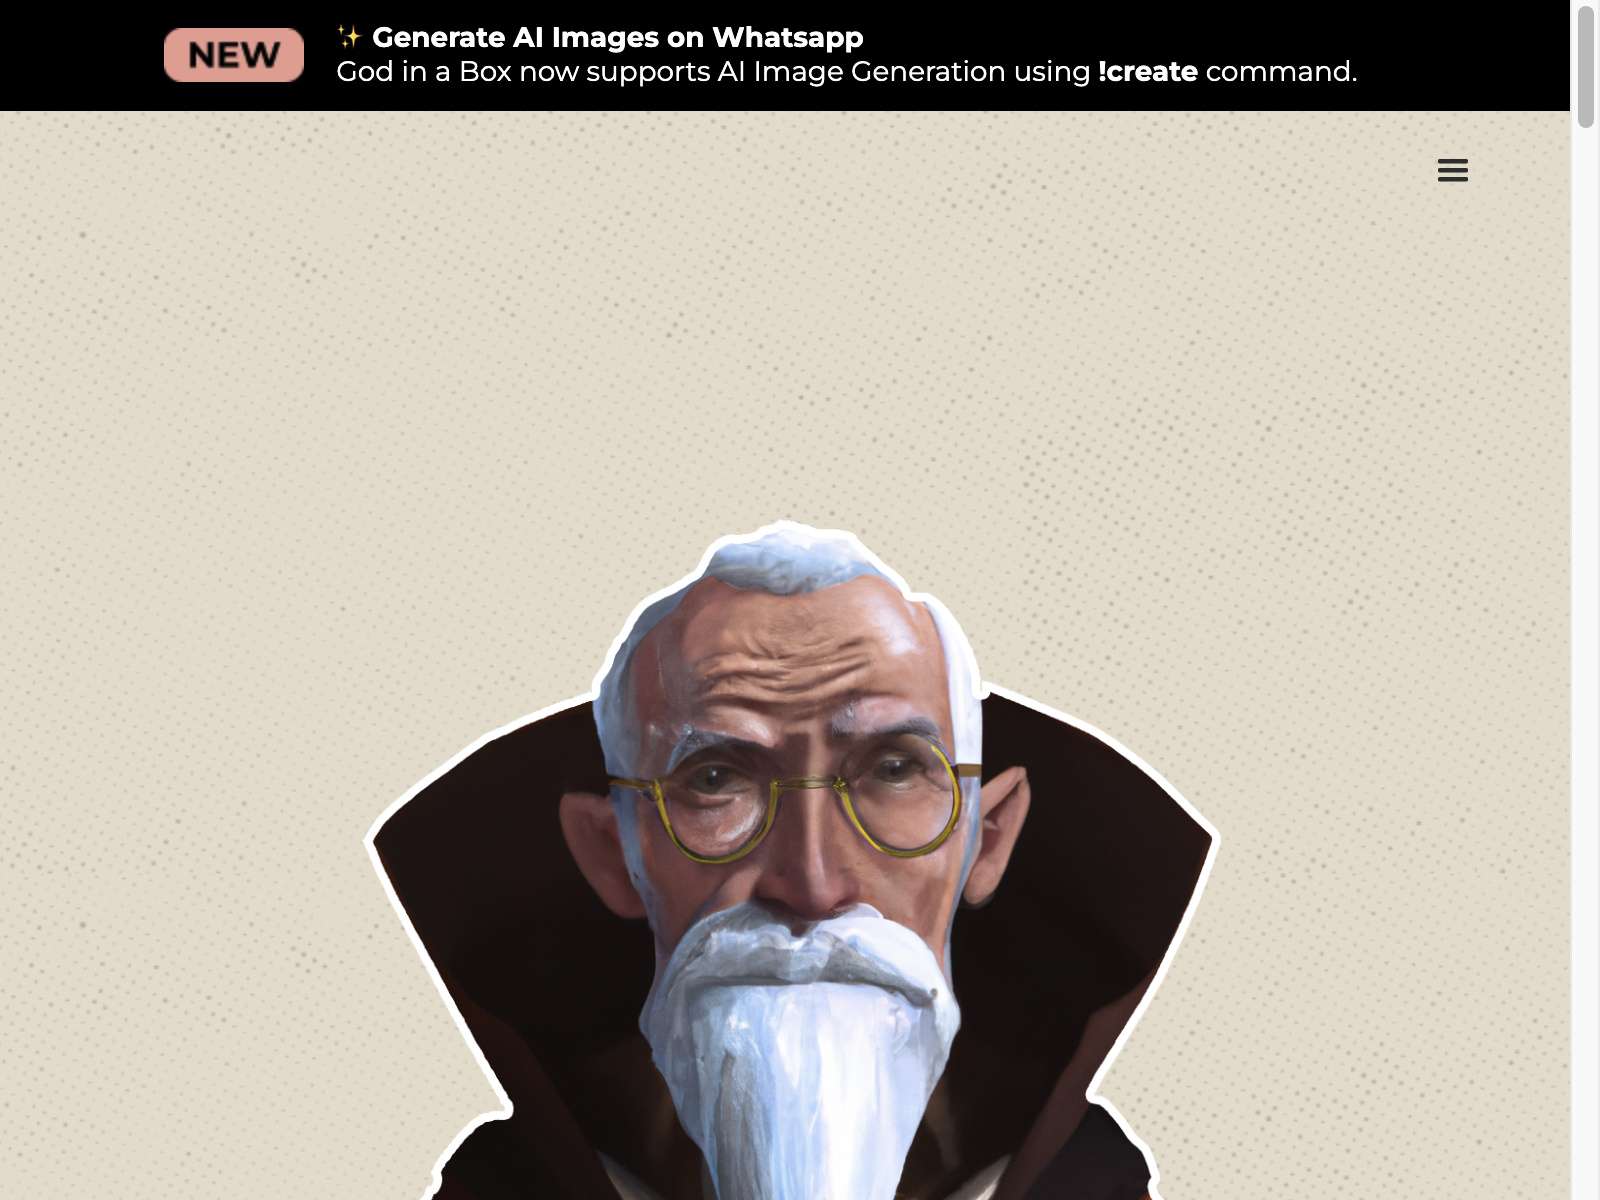 NEW
✨ Generate AI Images on Whatsapp
God in a Box now supports AI Image Generation using !create command.